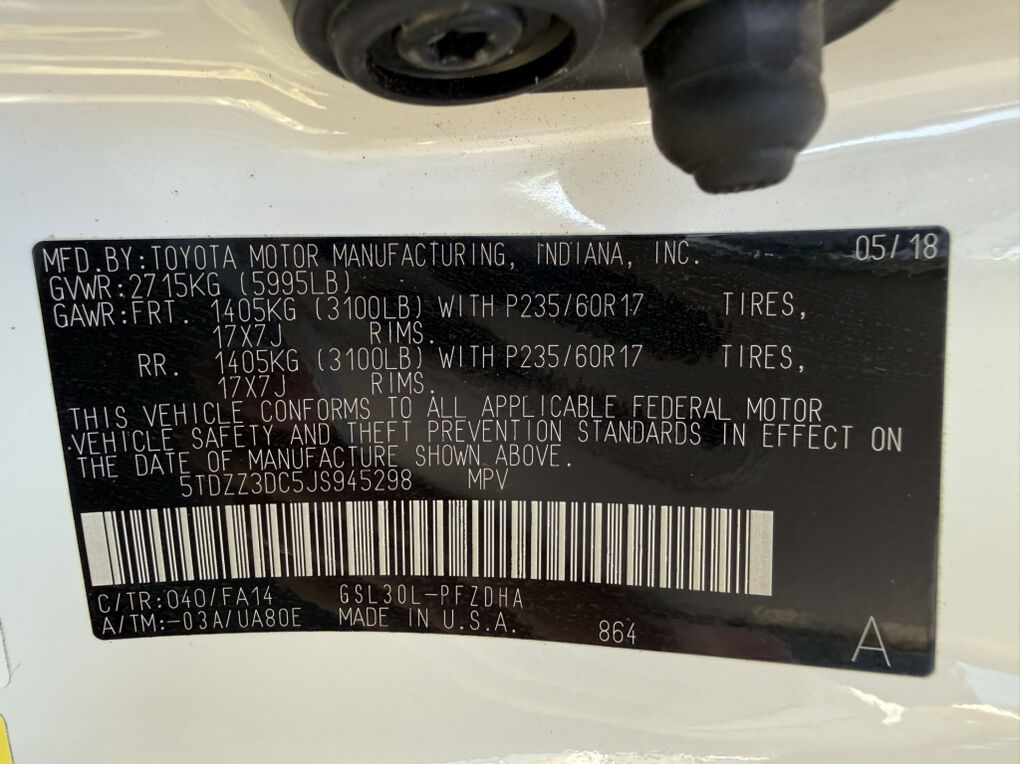 MFD.BY:TOYOTA MOTOR MANUFACTURING, INDIANA, INC. 05/18
GVWR:2715KG (5995LB)
GAWR:FRT. 1405KG (3100LB) WITH P235/60R17 TIRES,
17X7J RIMS.
RR. 1405KG (3100LB) WITH P235/60R17 TIRES,
17X7J RIMS.
THIS VEHICLE CONFORMS TO ALL APPLICABLE FEDERAL MOTOR
VEHICLE SAFETY AND THEFT PREVENTION STANDARDS IN EFFECT ON
THE DATE OF MANUFACTURE SHOWN ABOVE.
5TDZZ3DC5JS945298 MPV
C/TR:040/FA14 GSL30L-PFZDHA
A/TM:-03A/UA80E MADE IN U.S.A. 864 A